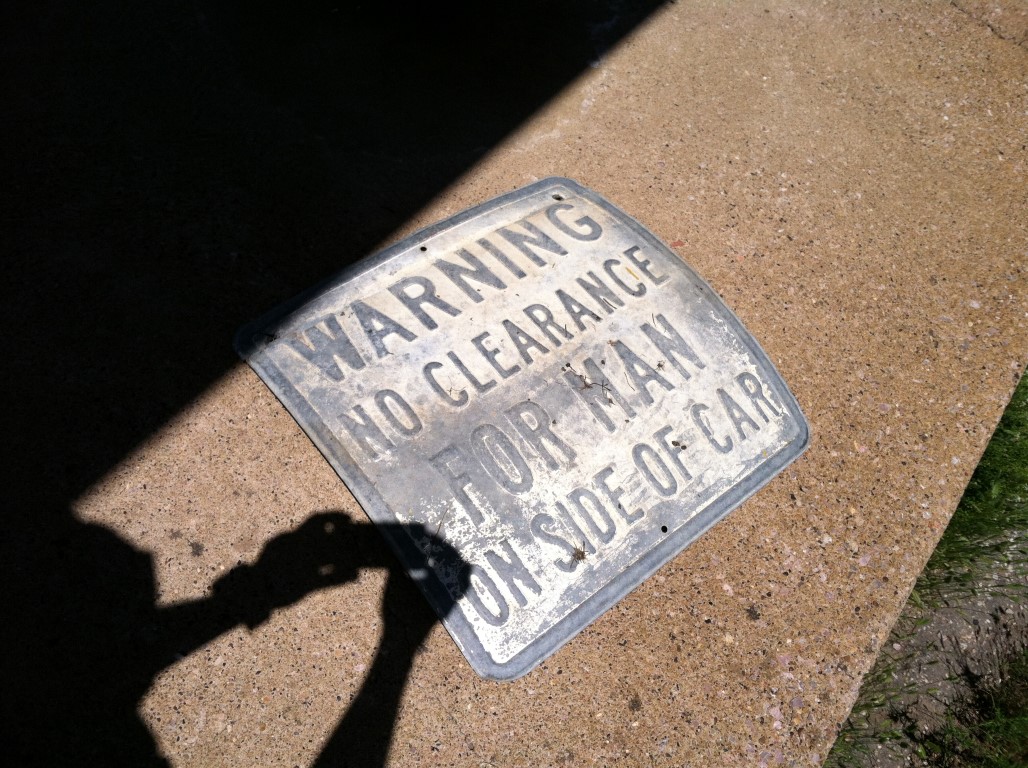 WARNING
NO CLEARANCE
FOR MAN
ON SIDE OF CAR